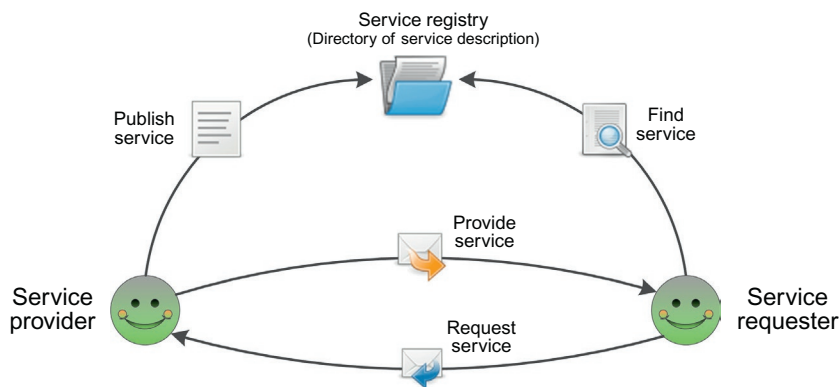 Service registry
(Directory of service description)
Publish
service
Find
service
Provide
service
Service
provider
Service
requester
Request
service